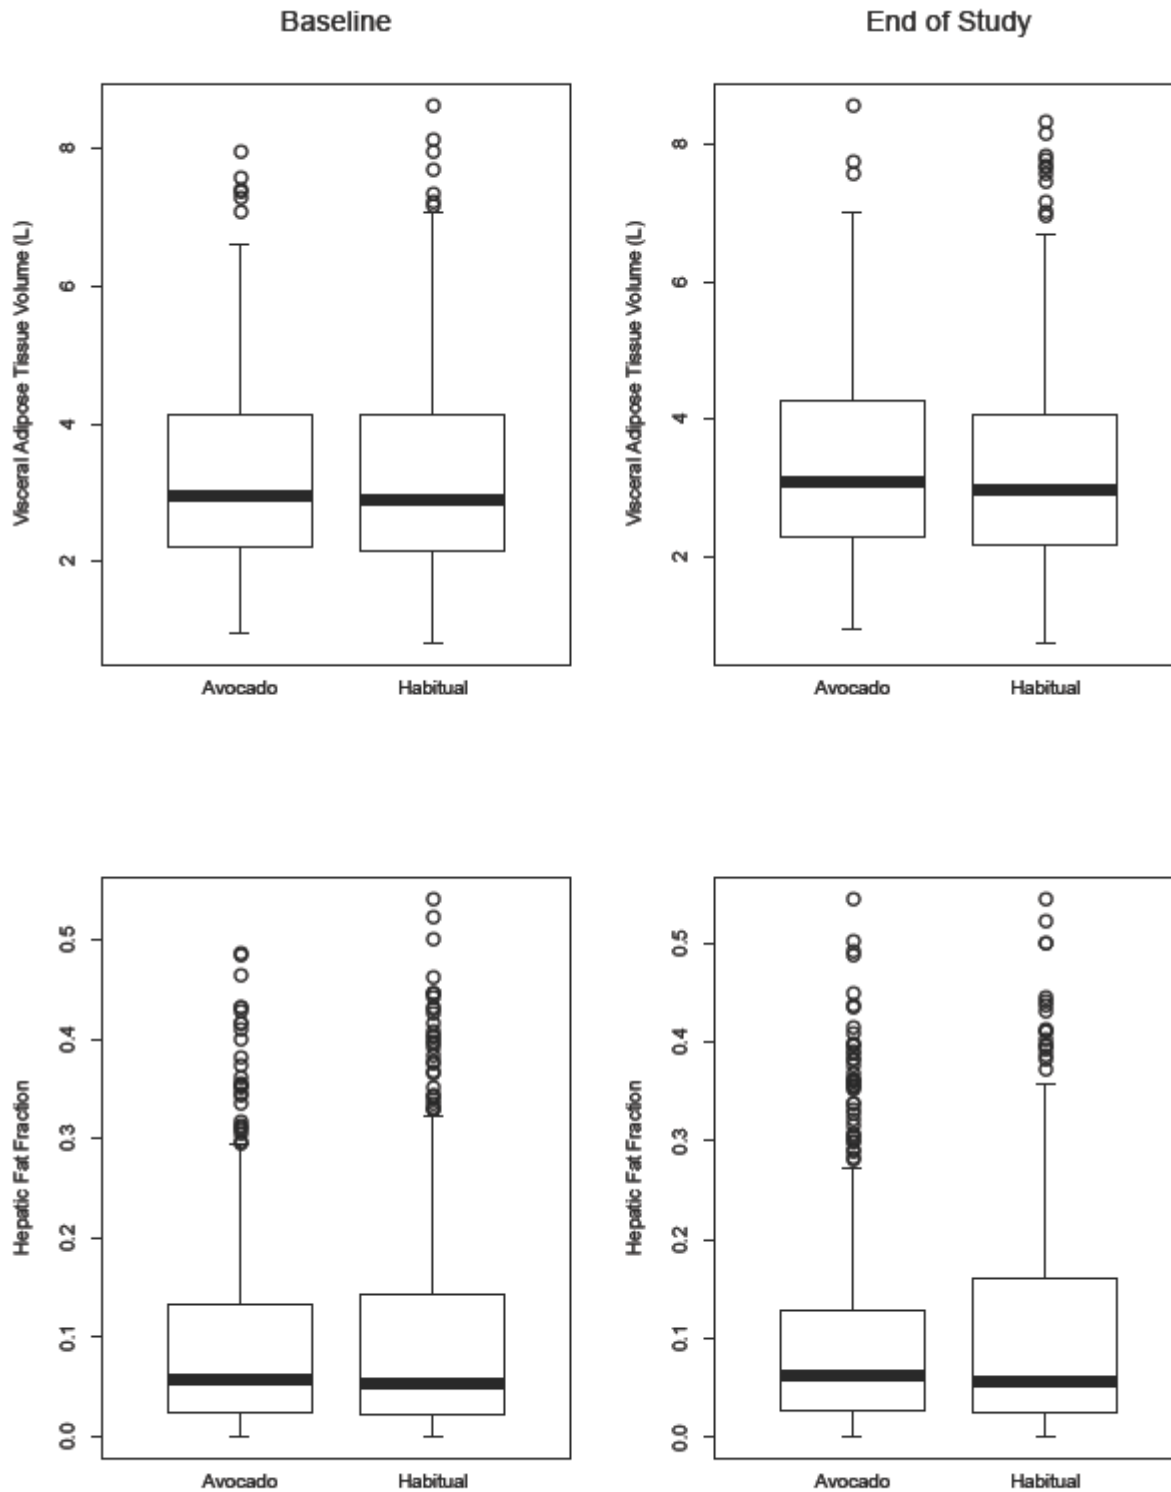 Baseline
End of Study
Visceral Adipose Tissue Volume (L)
8
6
4
2
Avocado
Habitual
Visceral Adipose Tissue Volume (L)
8
6
4
2
Avocado
Habitual
Hepatic Fat Fraction
0.5
0.4
0.3
0.2
0.1
0.0
Avocado
Habitual
Hepatic Fat Fraction
0.5
0.4
0.3
0.2
0.1
0.0
Avocado
Habitual